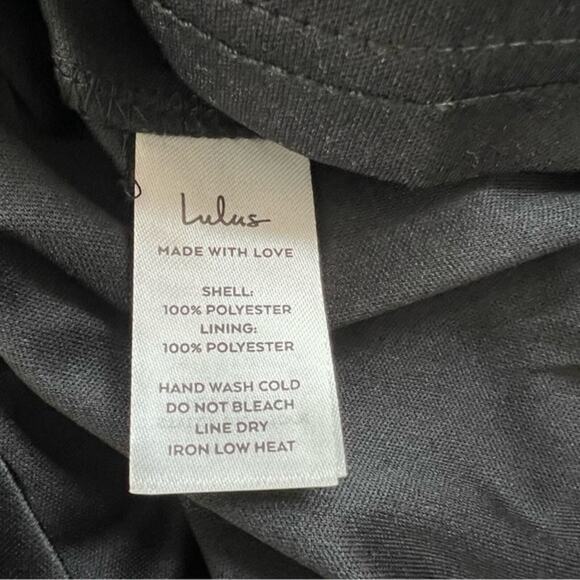 Lulus
MADE WITH LOVE
SHELL:
100% POLYESTER
LINING:
100% POLYESTER
HAND WASH COLD
DO NOT BLEACH
LINE DRY
IRON LOW HEAT